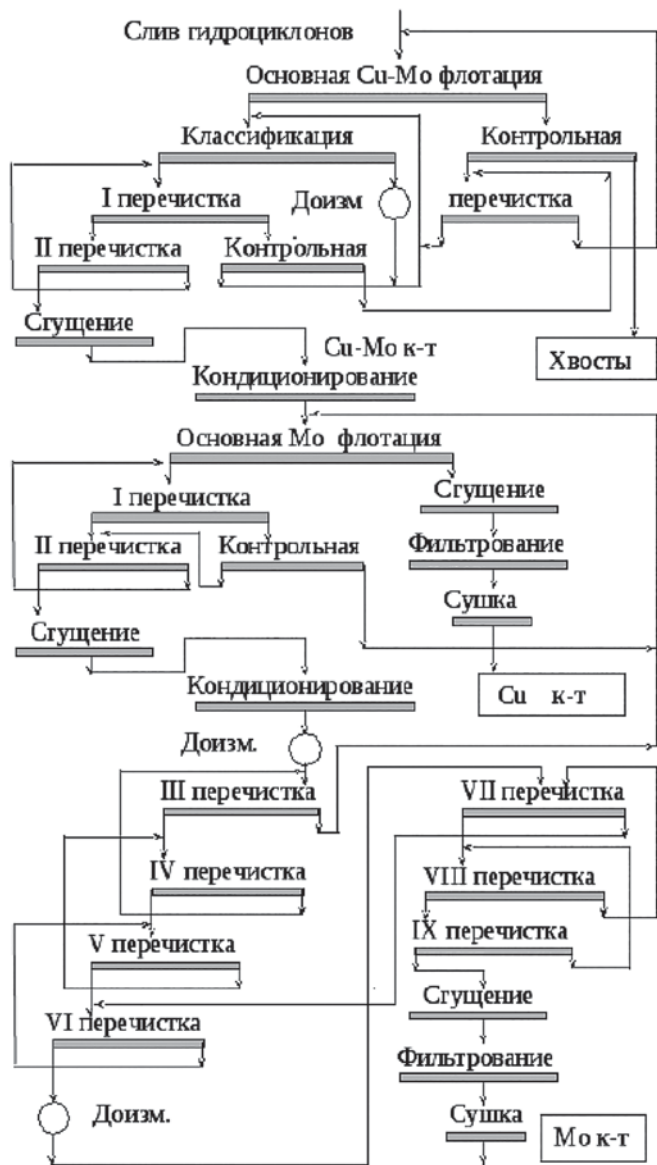 Слив гидроциклонов
Основная Cu-Mo флотация
Классификация
Контрольная
I перечистка
Доизм
перечистка
II перечистка
Контрольная
Сгущение
Cu-Mo к-т
Хвосты
Кондиционирование
Основная Mo флотация
I перечистка
Сгущение
II перечистка
Контрольная
Фильтрование
Сгущение
Сушка
Кондиционирование
Cu к-т
Доизм.
III перечистка
VII перечистка
IV перечистка
VIII перечистка
V перечистка
IX перечистка
VI перечистка
Сгущение
Фильтрование
Доизм.
Сушка
Mo к-т